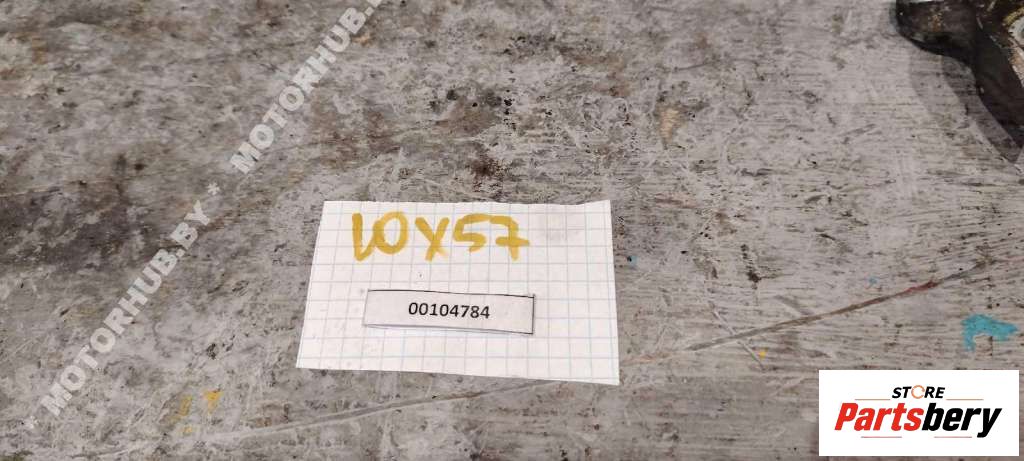 MOTORHUB.BY * MOTORHUB.BY *
10X57
00104784
STORE
Partsbery